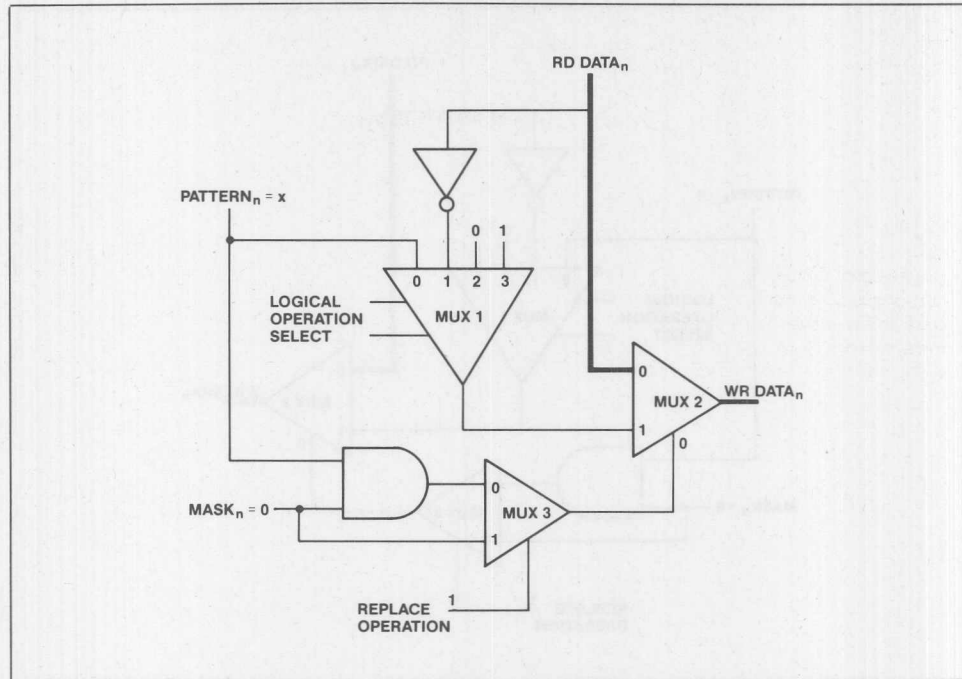 RD DATAn
PATTERNn = x
0 1
0 1 2 3
LOGICAL
OPERATION
SELECT
MUX 1
0
MUX 2
WR DATAn
1
0
0
MASKn = 0
MUX 3
1
1
REPLACE
OPERATION